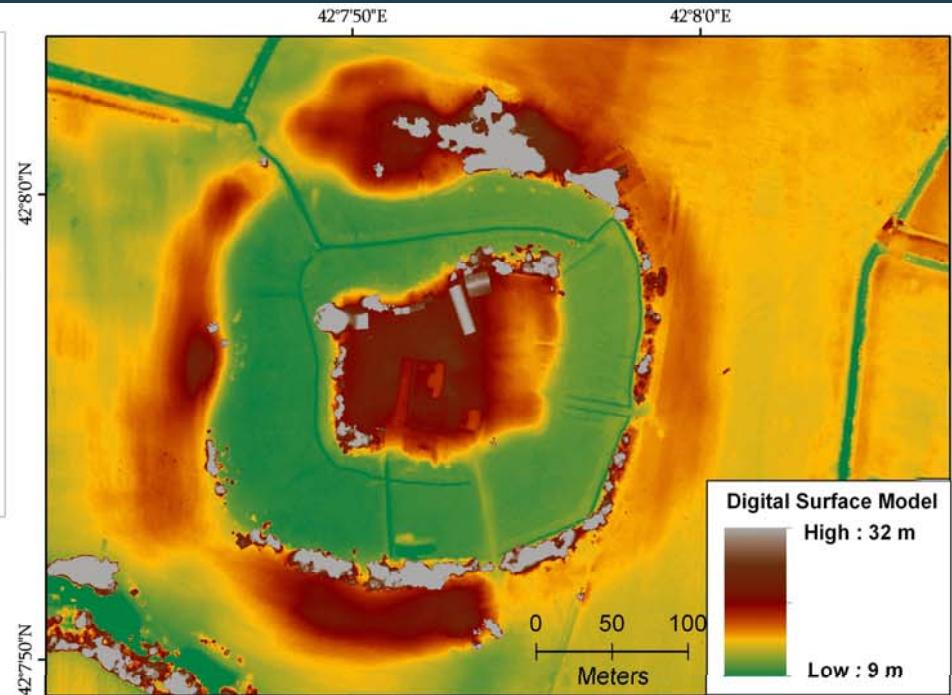 42°7'50"E
42°8'0"E
42°8'0"N
42°7'50"N
Digital Surface Model
High : 32 m
Low : 9 m
0 50 100
Meters